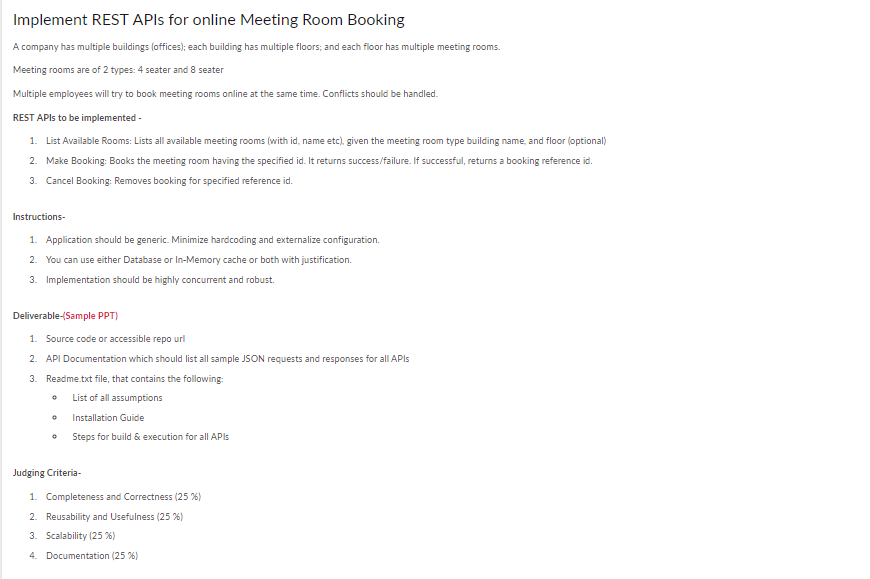 Implement REST APIs for online Meeting Room Booking
A company has multiple buildings (offices); each building has multiple floors; and each floor has multiple meeting rooms.
Meeting rooms are of 2 types: 4 seater and 8 seater
Multiple employees will try to book meeting rooms online at the same time. Conflicts should be handled.
REST APIs to be implemented -
1. List Available Rooms: Lists all available meeting rooms (with id, name etc), given the meeting room type building name, and floor (optional)
2. Make Booking: Books the meeting room having the specified id. It returns success/failure. If successful, returns a booking reference id.
3. Cancel Booking: Removes booking for specified reference id.
Instructions-
1. Application should be generic. Minimize hardcoding and externalize configuration.
2. You can use either Database or In-Memory cache or both with justification.
3. Implementation should be highly concurrent and robust.
Deliverable-(Sample PPT)
1. Source code or accessible repo url
2. API Documentation which should list all sample JSON requests and responses for all APIs
3. Readme.txt file, that contains the following:
o List of all assumptions
o Installation Guide
o Steps for build & execution for all APIs
Judging Criteria-
1. Completeness and Correctness (25 %)
2. Reusability and Usefulness (25 %)
3. Scalability (25 %)
4. Documentation (25 %)